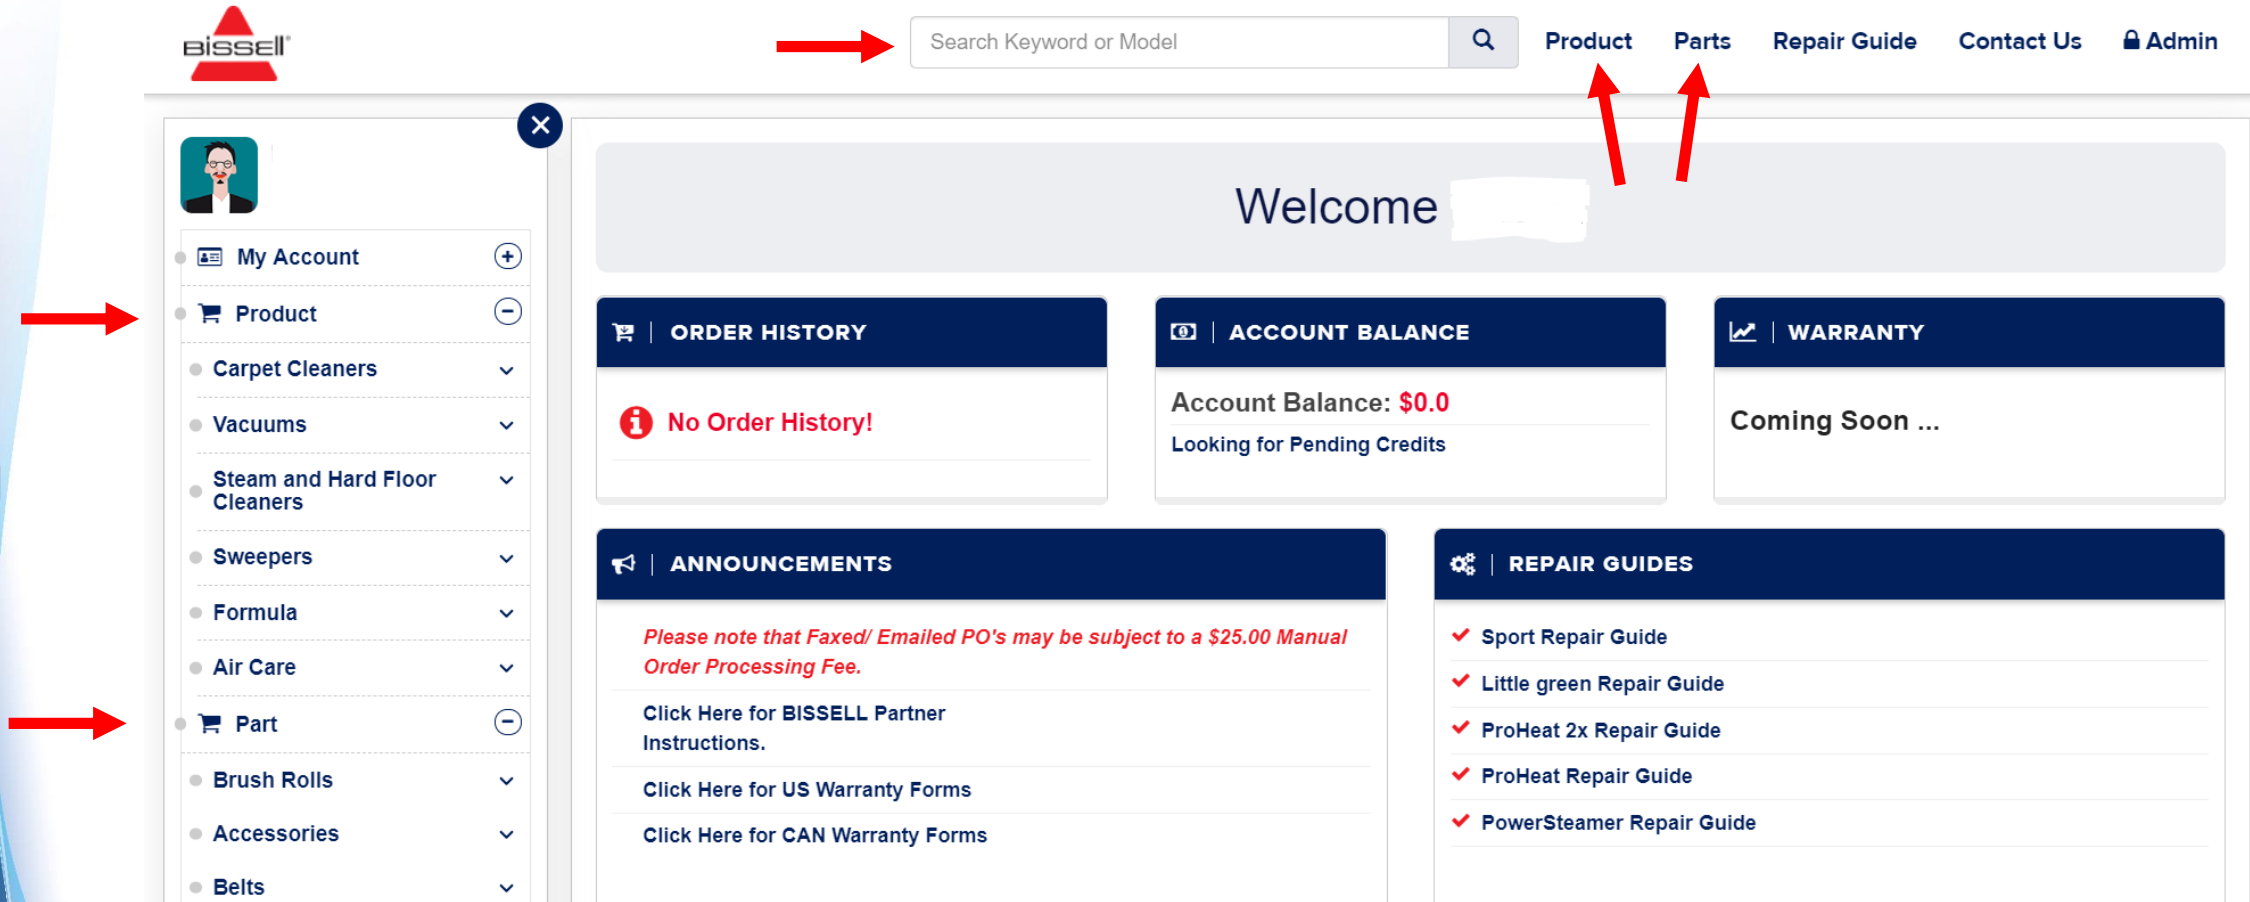 BISSELL
Search Keyword or Model
Product
Parts
Repair Guide
Contact Us
Admin
My Account
Product
Carpet Cleaners
Vacuums
Steam and Hard Floor
Cleaners
Sweepers
Formula
Air Care
Part
Brush Rolls
Accessories
Belts
Welcome
ORDER HISTORY
No Order History!
ACCOUNT BALANCE
Account Balance: $0.0
Looking for Pending Credits
WARRANTY
Coming Soon ...
ANNOUNCEMENTS
Please note that Faxed/ Emailed PO's may be subject to a $25.00 Manual
Order Processing Fee.
Click Here for BISSELL Partner
Instructions.
Click Here for US Warranty Forms
Click Here for CAN Warranty Forms
REPAIR GUIDES
Sport Repair Guide
Little green Repair Guide
ProHeat 2x Repair Guide
ProHeat Repair Guide
PowerSteamer Repair Guide